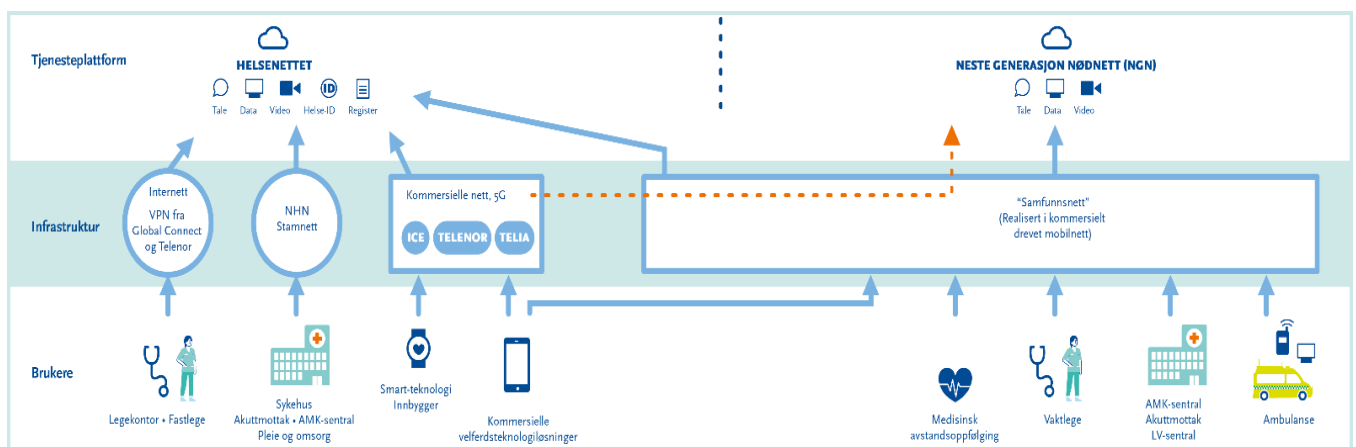 Tjenesteplattform
HELSENETTET
Tale Data Video Helse-ID Register
ID
NESTE GENERASJON NØDNETT (NGN)
Tale Data Video
Infrastruktur
Internett
VPN fra
Global Connect
og Telenor
NHN
Stamnett
Kommersielle nett, 5G
ICE TELENOR TELIA
“Samfunnsnett”
(Realisert i kommersielt
drevet mobilnett)
Brukere
Legekontor • Fastlege
Sykehus
Akuttmottak • AMK-sentral
Pleie og omsorg
Smart-teknologi
Innbygger
Kommersielle
velferdsteknologiløsninger
Medisinsk
avstandsoppfølging
Vaktlege
AMK-sentral
Akuttmottak
LV-sentral
Ambulanse